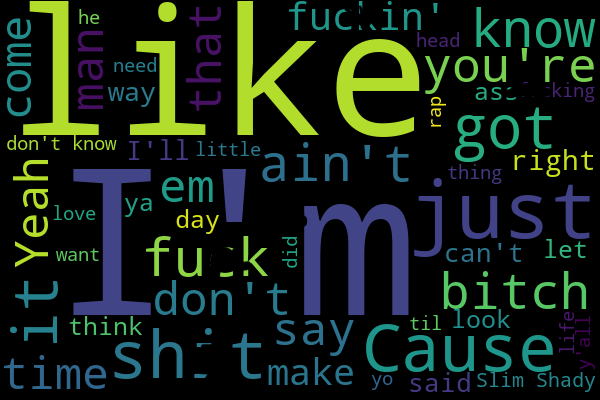 like
he
fuckin'
come
man
that
head
know
need
way
you're
ass
fucking
rap
don't know
I'll
little
ain't
got
right
Yeah
I'm
em
ya
day
love
want
thing
just
fuck
did
can't
let
it
don't
bitch
think
shit
say
til
look
Cause
life
y'all
time
make
yo
said
Slim Shady